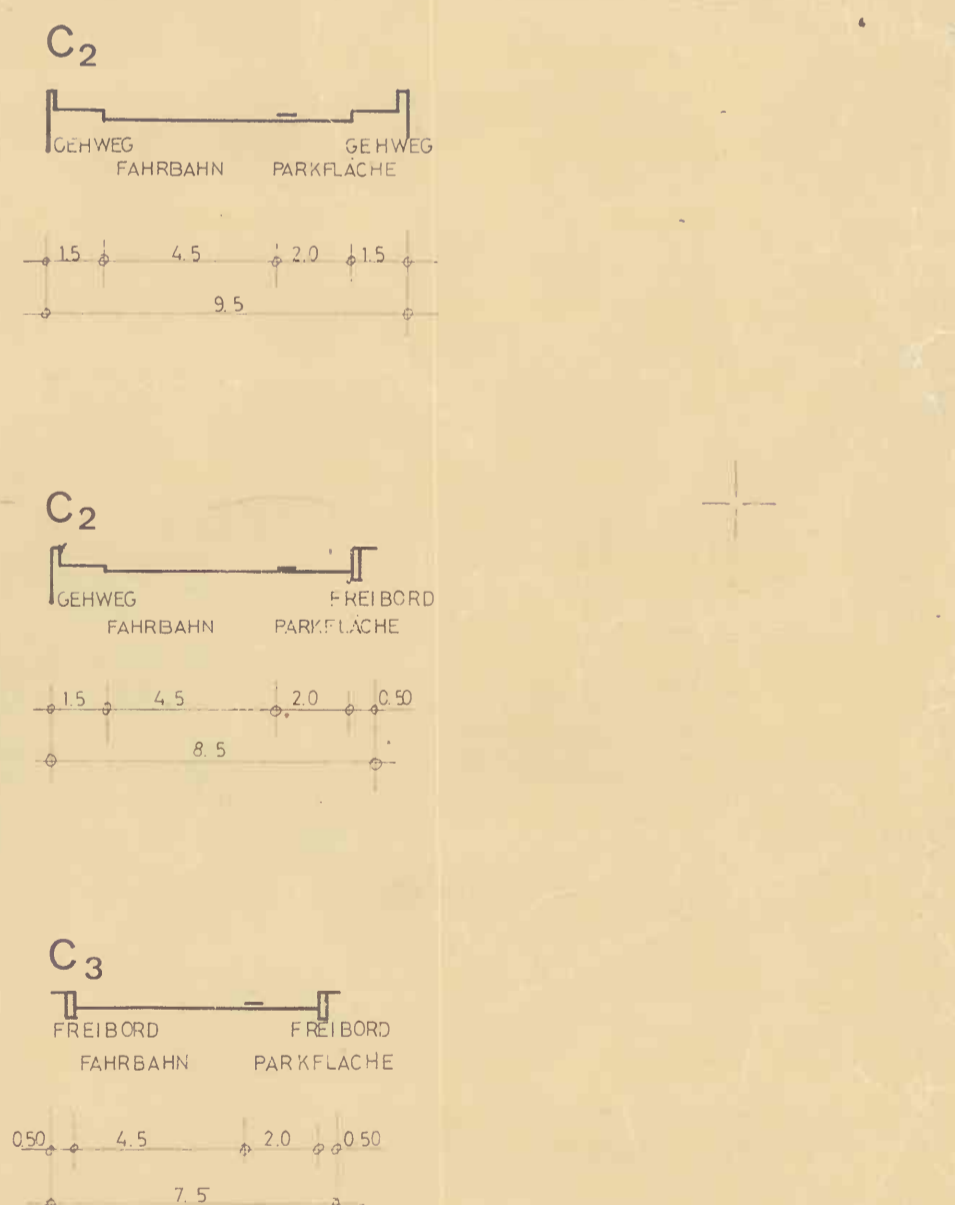 C2
GEHWEG GEHWEG
FAHRBAHN PARKFLÄCHE
1.5 4.5 2.0 1.5
9.5
C2
GEHWEG FREIBORD
FAHRBAHN PARKFLÄCHE
1.5 4.5 2.0 0.50
8.5
C3
FREIBORD FREIBORD
FAHRBAHN PARKFLÄCHE
0.50 4.5 2.0 0.50
7.5